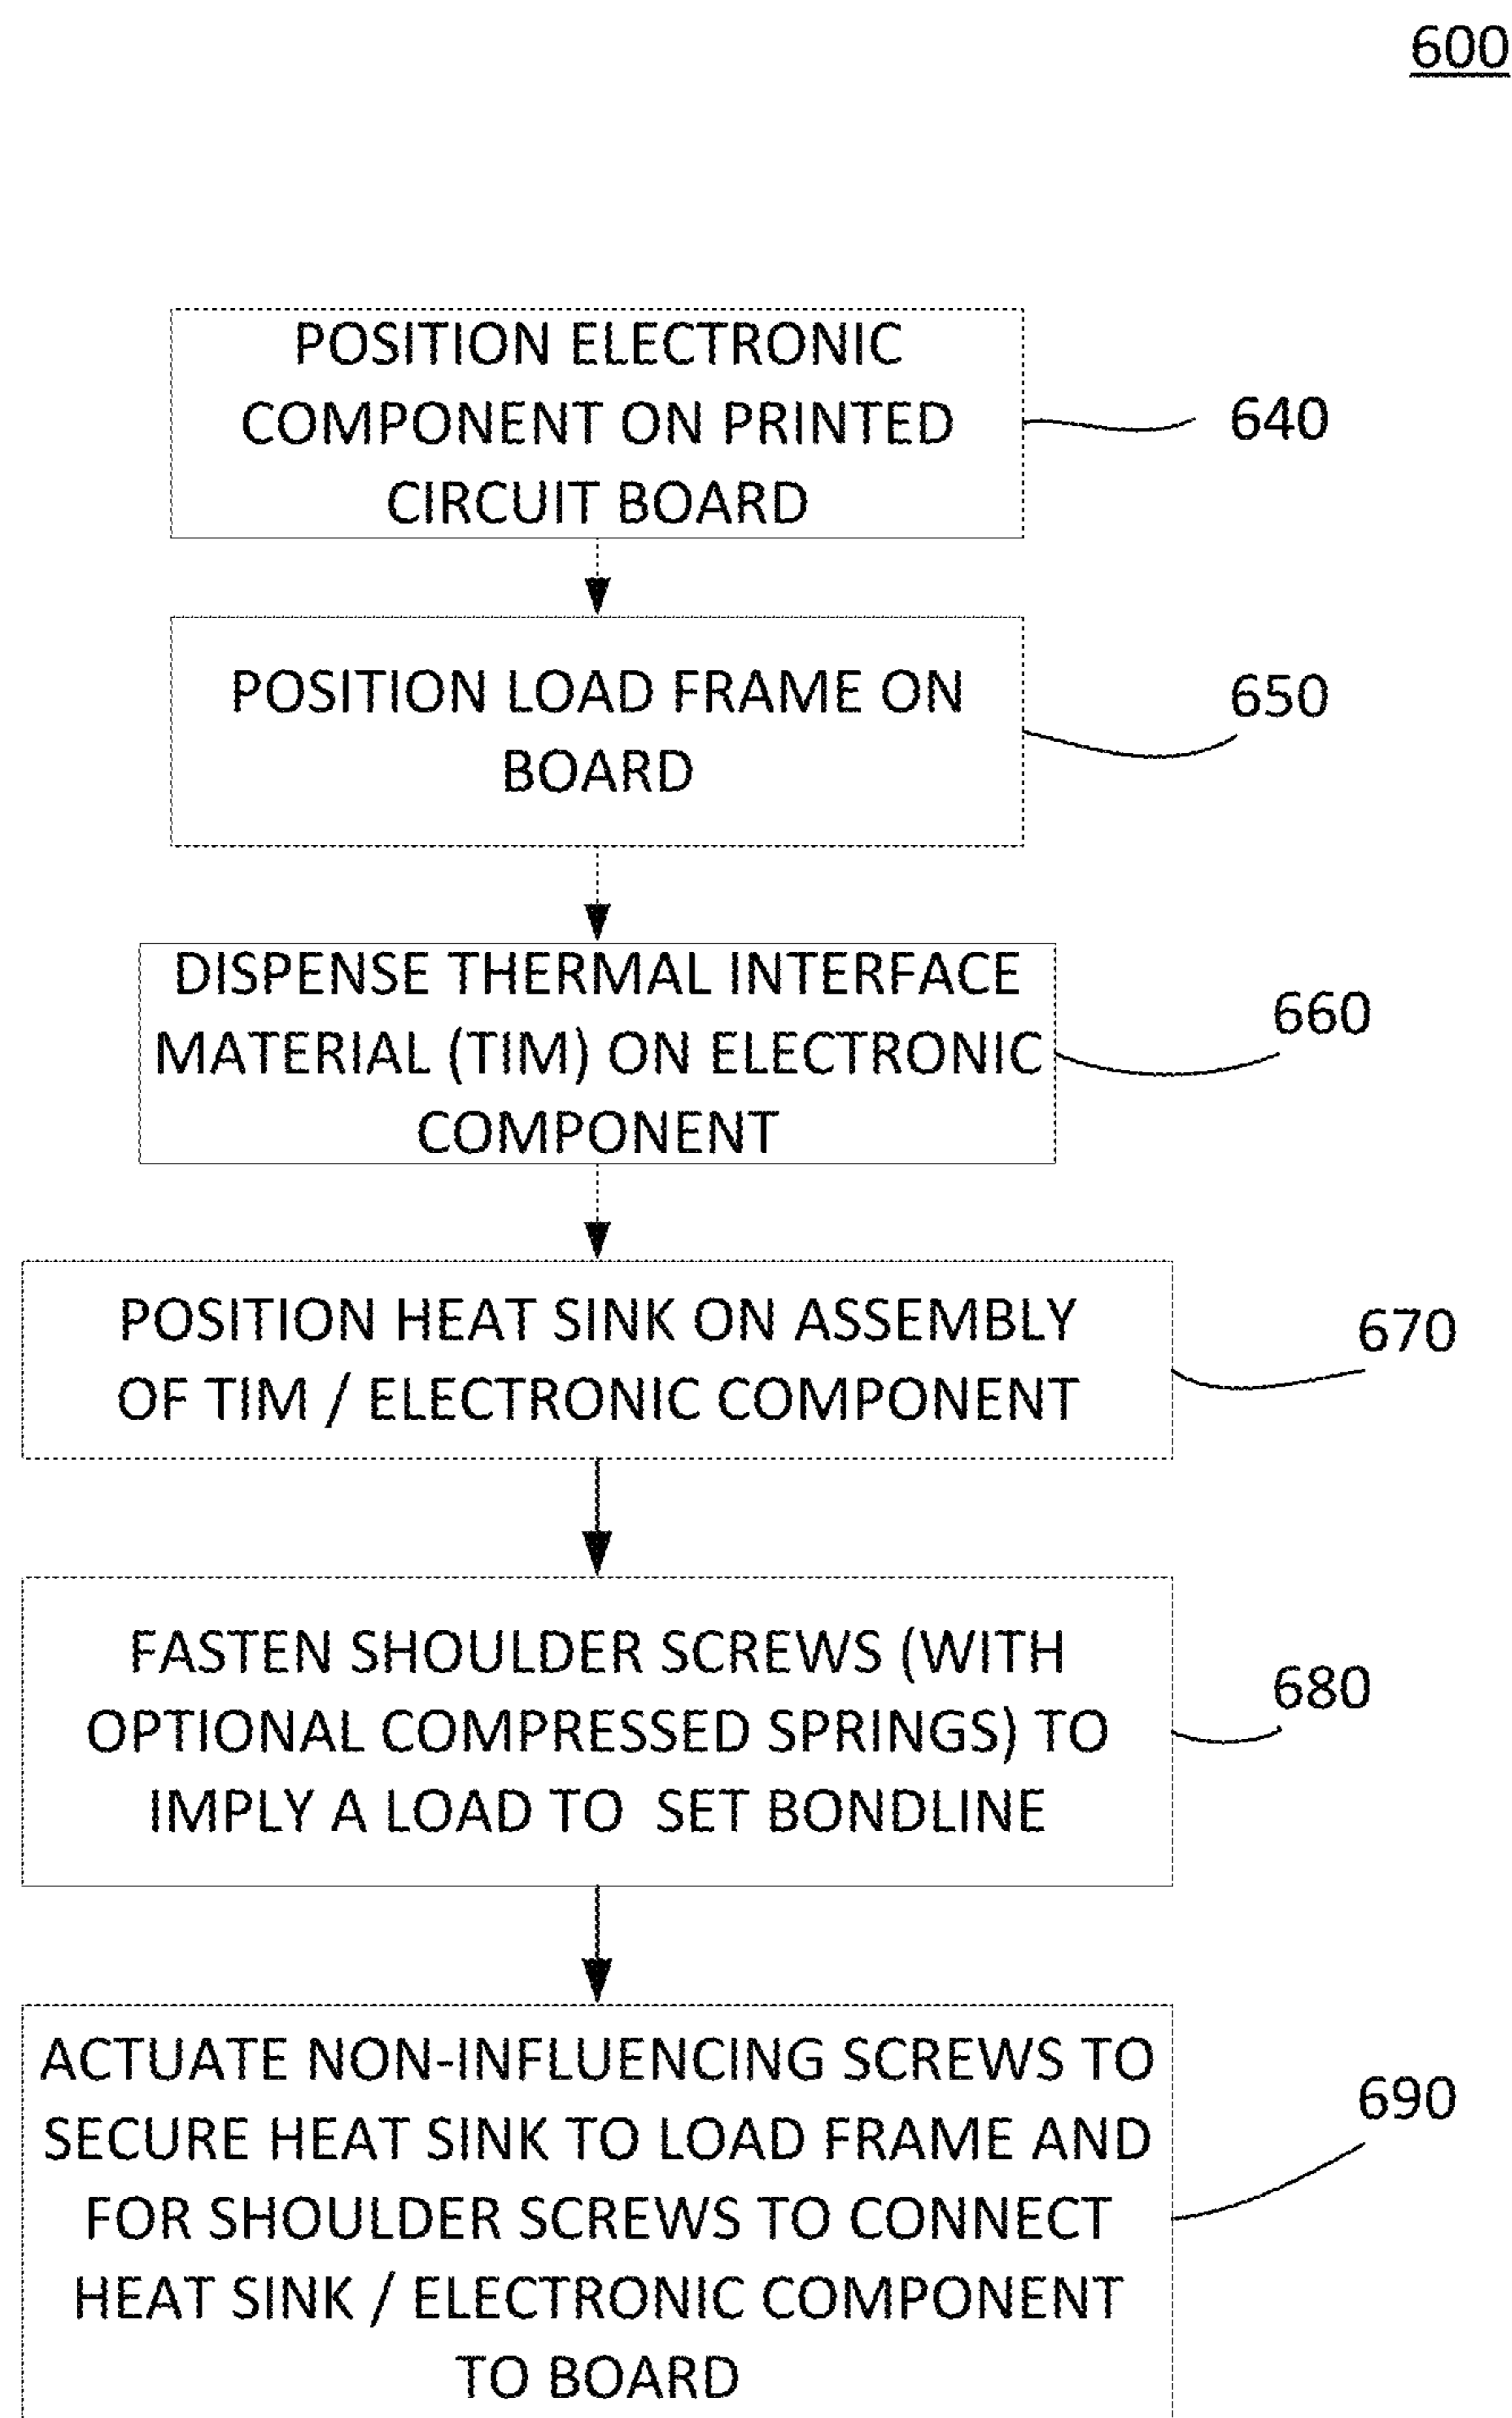 600
POSITION ELECTRONIC
COMPONENT ON PRINTED
CIRCUIT BOARD
640
POSITION LOAD FRAME ON
BOARD
650
DISPENSE THERMAL INTERFACE
MATERIAL (TIM) ON ELECTRONIC
COMPONENT
660
POSITION HEAT SINK ON ASSEMBLY
OF TIM / ELECTRONIC COMPONENT
670
FASTEN SHOULDER SCREWS (WITH
OPTIONAL COMPRESSED SPRINGS) TO
IMPLY A LOAD TO SET BONDLINE
680
ACTUATE NON-INFLUENCING SCREWS TO
SECURE HEAT SINK TO LOAD FRAME AND
FOR SHOULDER SCREWS TO CONNECT
HEAT SINK / ELECTRONIC COMPONENT
TO BOARD
690